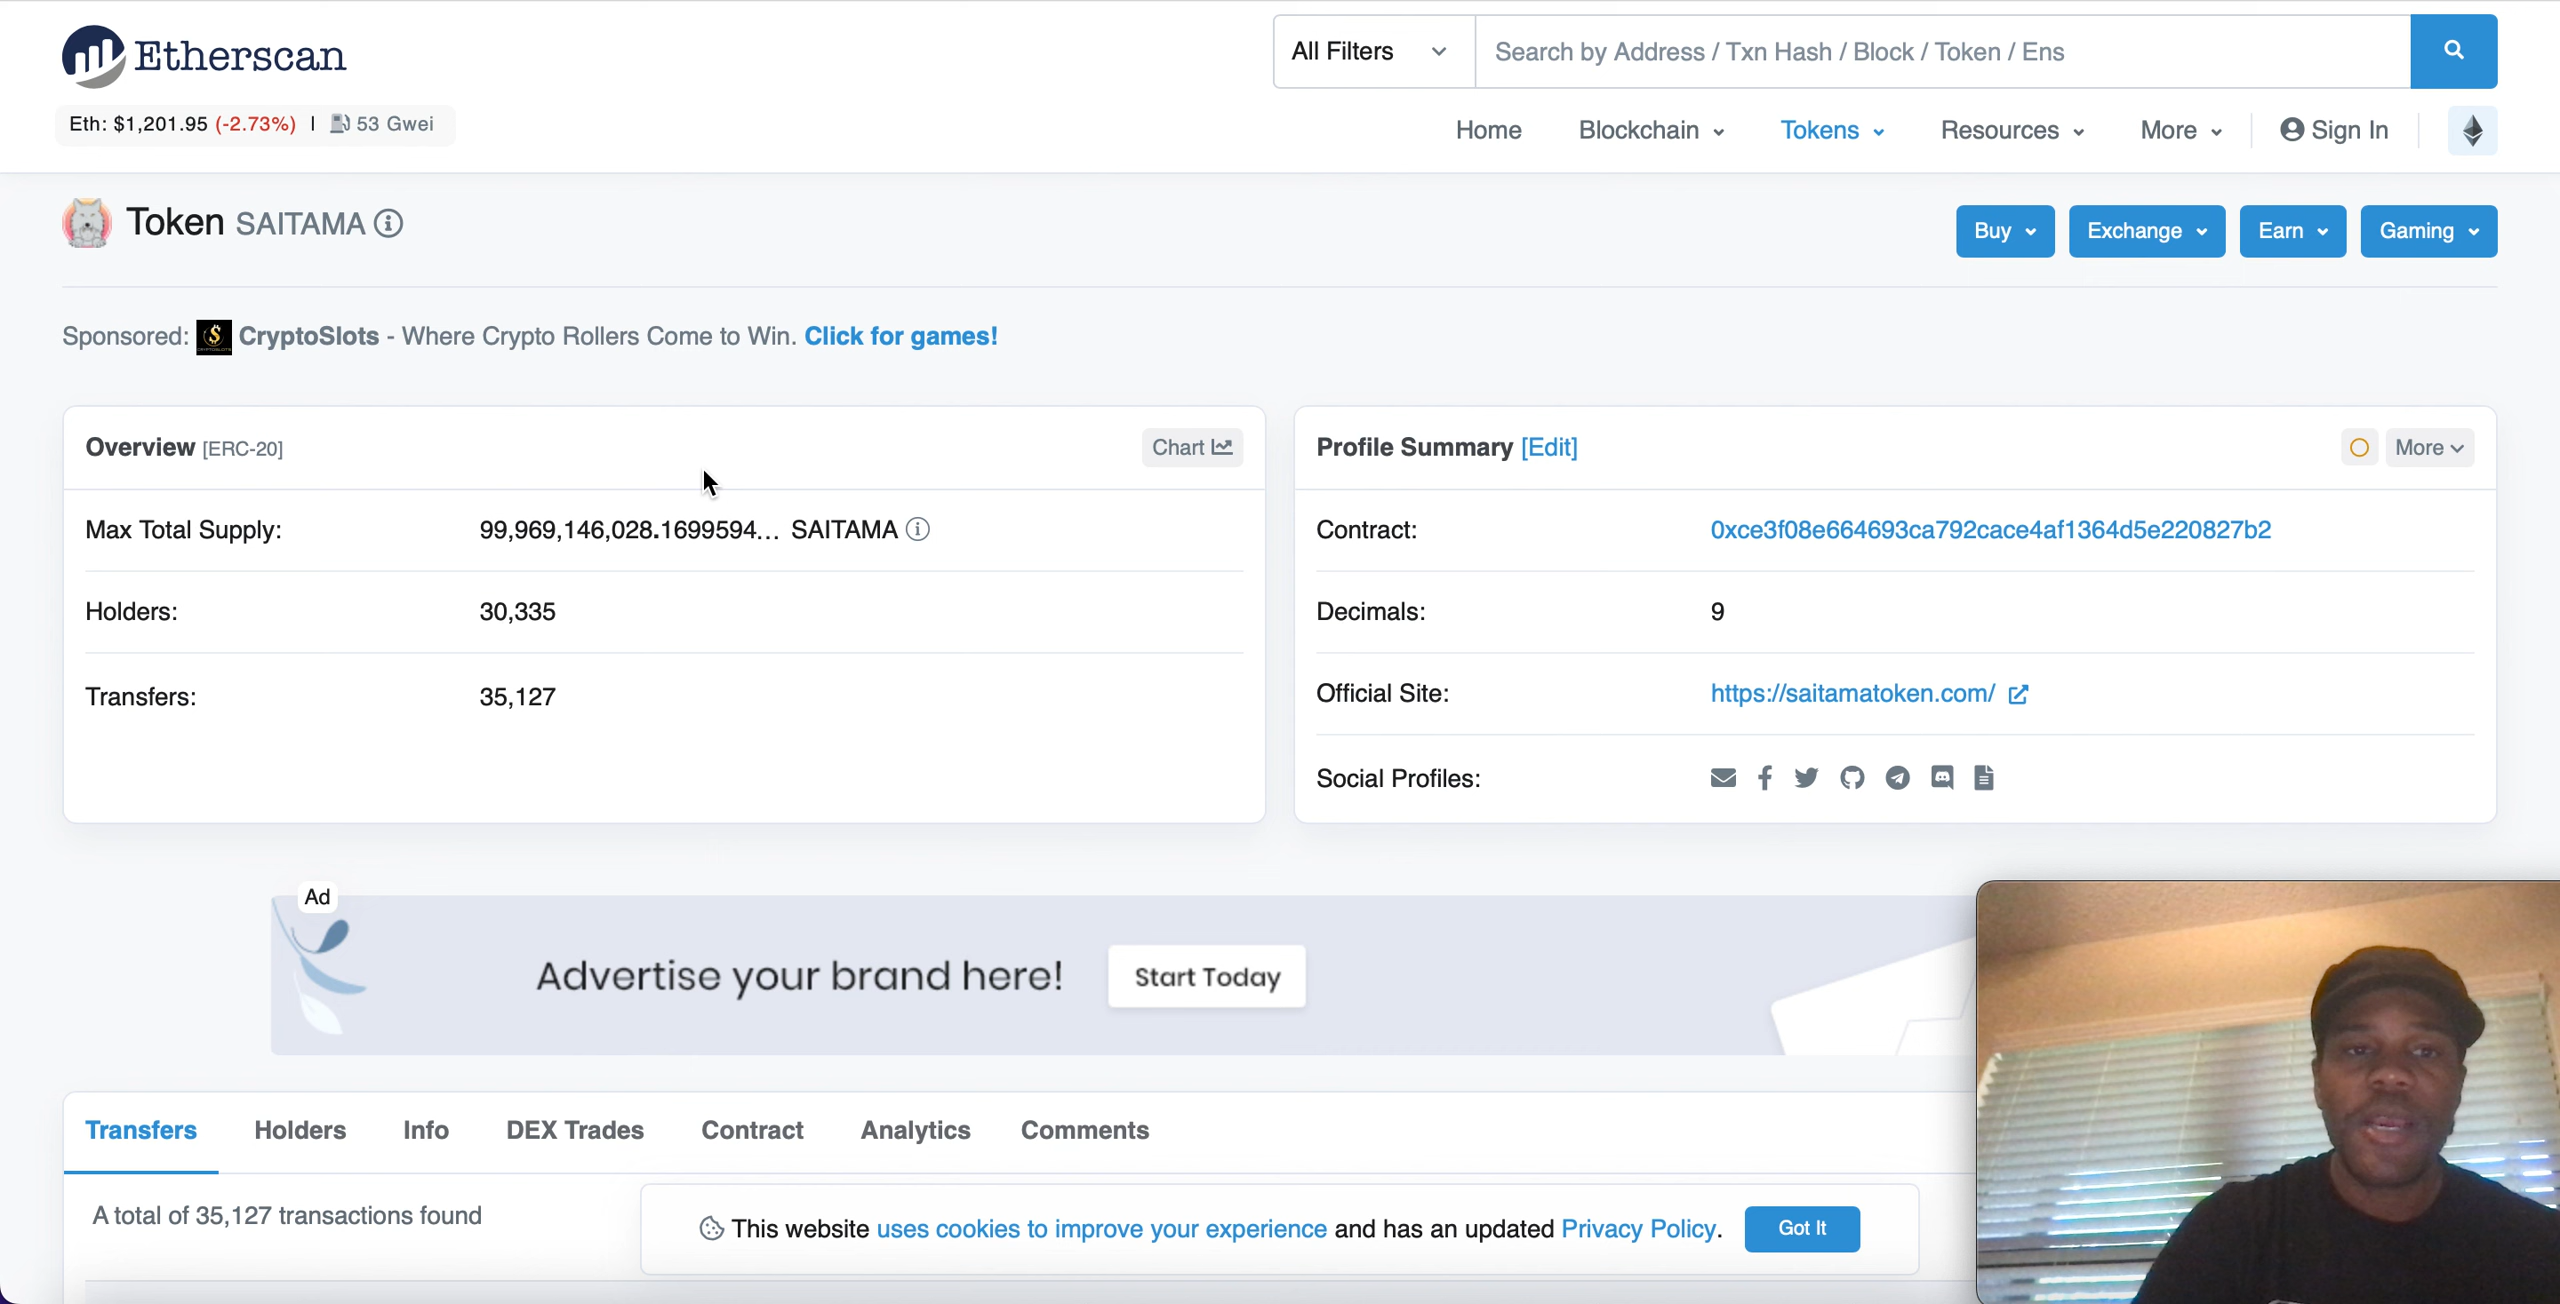 Etherscan
All Filters
Search by Address / Txn Hash / Block / Token / Ens
Eth: $1,201.95 (-2.73%) | 53 Gwei
Home Blockchain Tokens Resources More Sign In
Token SAITAMA
Buy Exchange Earn Gaming
Sponsored: CryptoSlots - Where Crypto Rollers Come to Win. Click for games!
Overview [ERC-20]
Chart
Max Total Supply: 99,969,146,028.1699594... SAITAMA
Holders: 30,335
Transfers: 35,127
Profile Summary [Edit]
More
Contract: 0xce3f08e664693ca792cace4af1364d5e220827b2
Decimals: 9
Official Site: https://saitamatoken.com/
Social Profiles:
Ad
Advertise your brand here! Start Today
Transfers Holders Info DEX Trades Contract Analytics Comments
A total of 35,127 transactions found
This website uses cookies to improve your experience and has an updated Privacy Policy. Got It